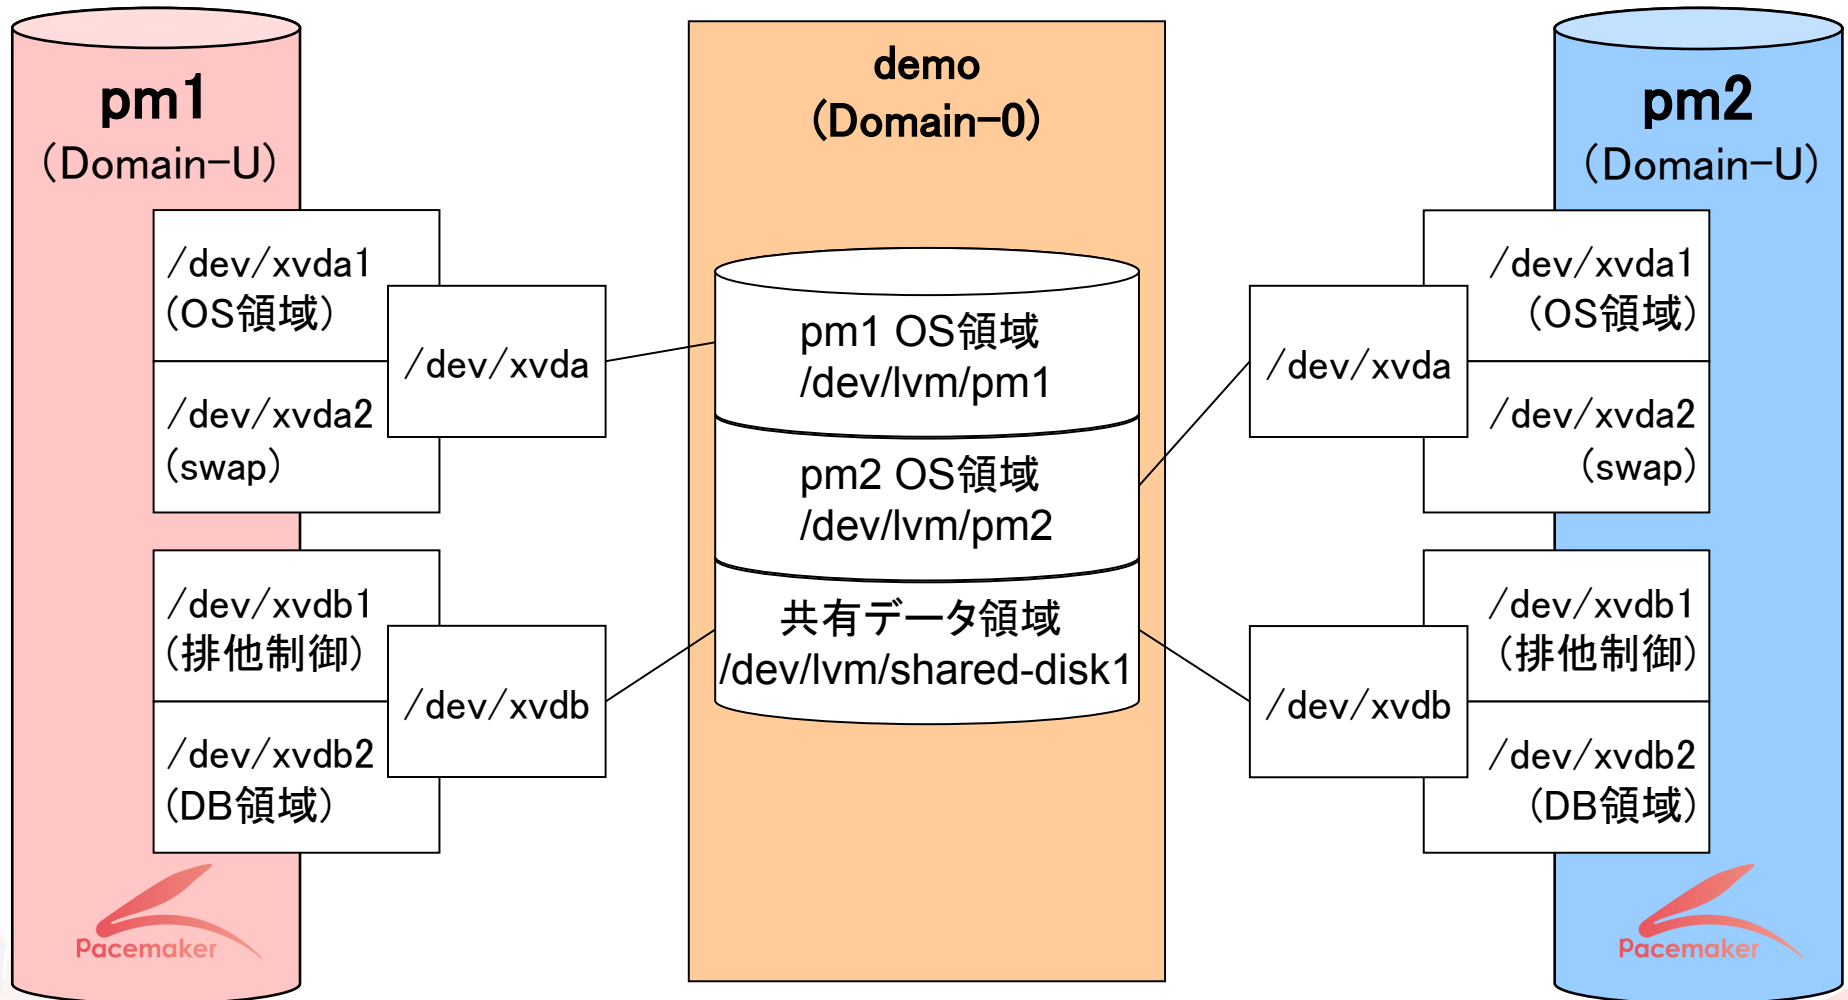 pm1
（Domain-U）
/dev/xvda1
（OS領域）
/dev/xvda2
（swap）
/dev/xvda
/dev/xvdb1
（排他制御）
/dev/xvdb2
（DB領域）
/dev/xvdb
Pacemaker
demo
（Domain-0）
pm1 OS領域
/dev/lvm/pm1
pm2 OS領域
/dev/lvm/pm2
共有データ領域
/dev/lvm/shared-disk1
pm2
（Domain-U）
/dev/xvda
/dev/xvda1
（OS領域）
/dev/xvda2
（swap）
/dev/xvdb
/dev/xvdb1
（排他制御）
/dev/xvdb2
（DB領域）
Pacemaker